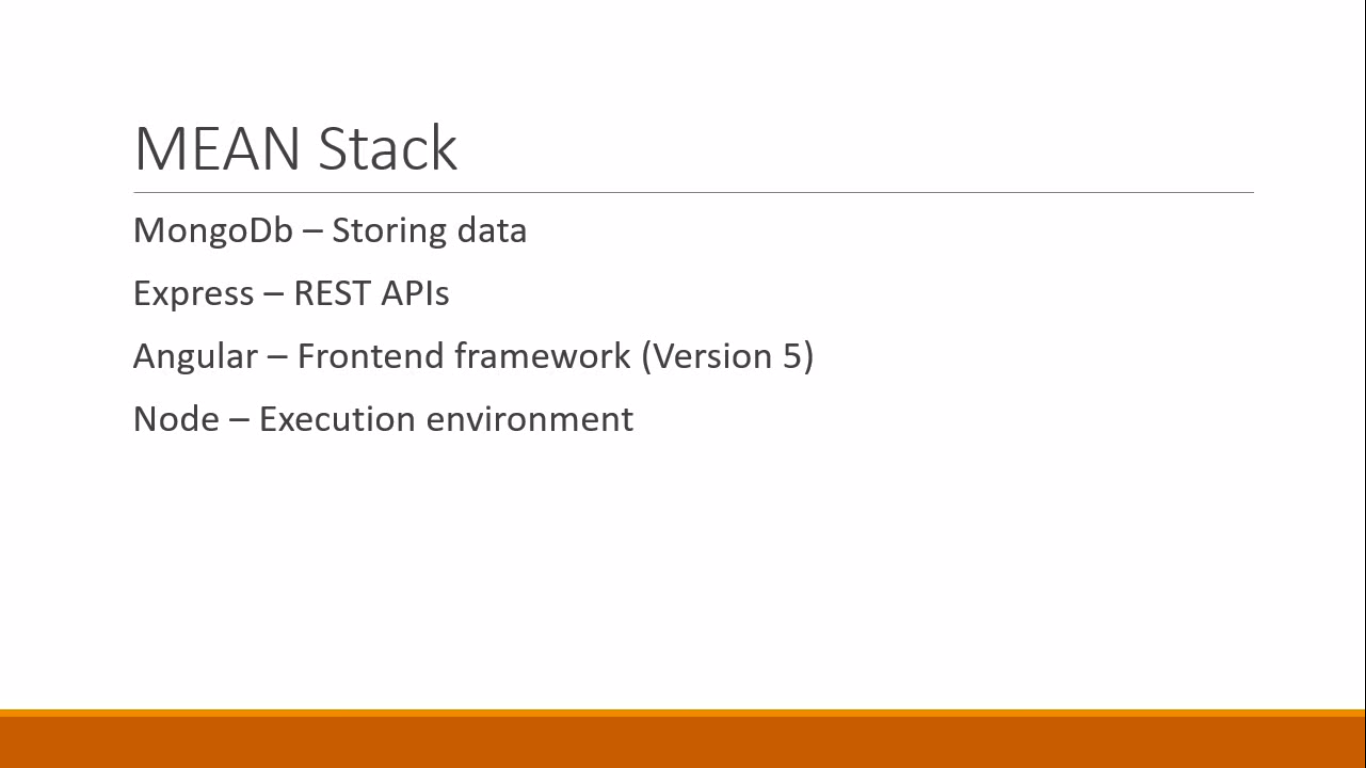 MEAN Stack
MongoDb – Storing data
Express – REST APIs
Angular – Frontend framework (Version 5)
Node – Execution environment